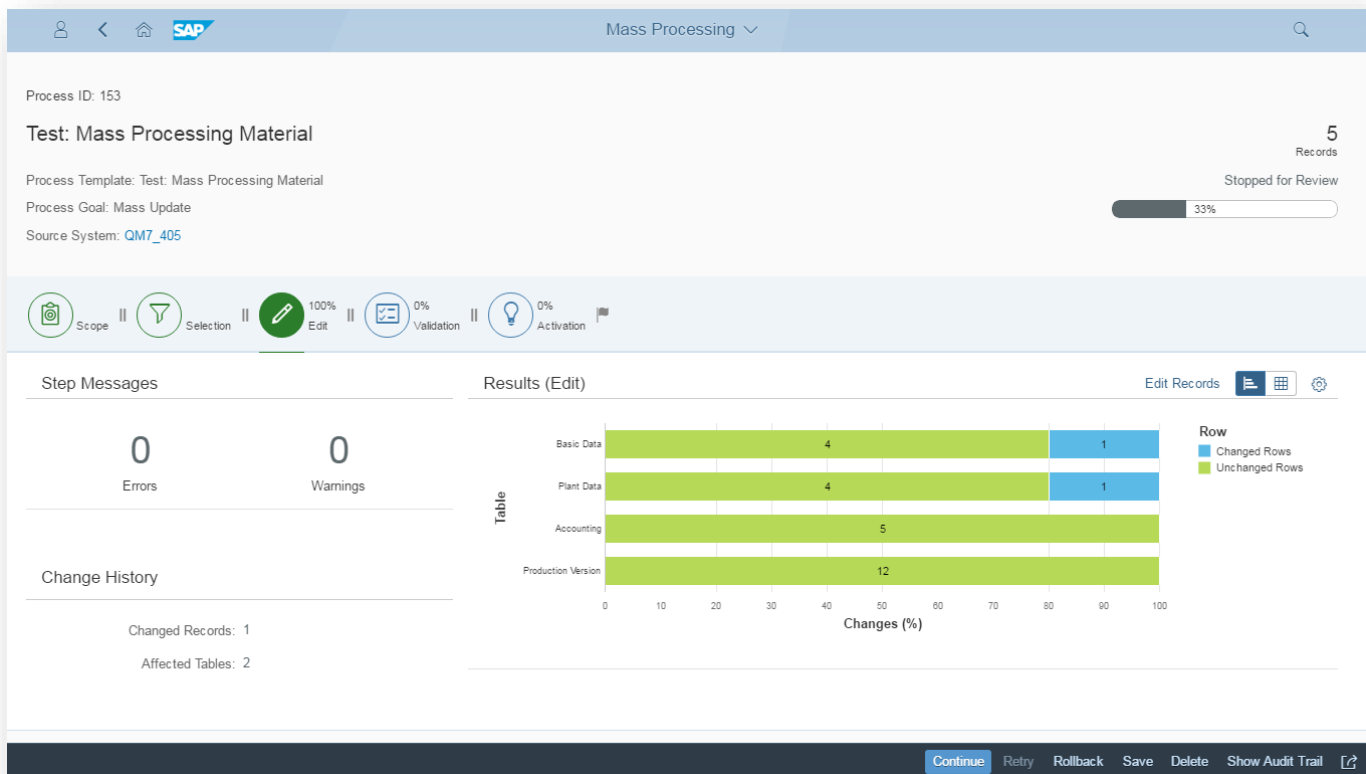 SAP Mass Processing
Process ID: 153
Test: Mass Processing Material
5
Records
Process Template: Test: Mass Processing Material
Stopped for Review
Process Goal: Mass Update
33%
Source System: QM7_405
Scope
Selection
100%
Edit
0%
Validation
0%
Activation
Step Messages
0
Errors
0
Warnings
Change History
Changed Records: 1
Affected Tables: 2
Results (Edit)
Edit Records
Table
Basic Data 4 1
Plant Data 4 1
Accounting 5
Production Version 12
0 10 20 30 40 50 60 70 80 90 100
Changes (%)
Row
Changed Rows
Unchanged Rows
Continue Retry Rollback Save Delete Show Audit Trail